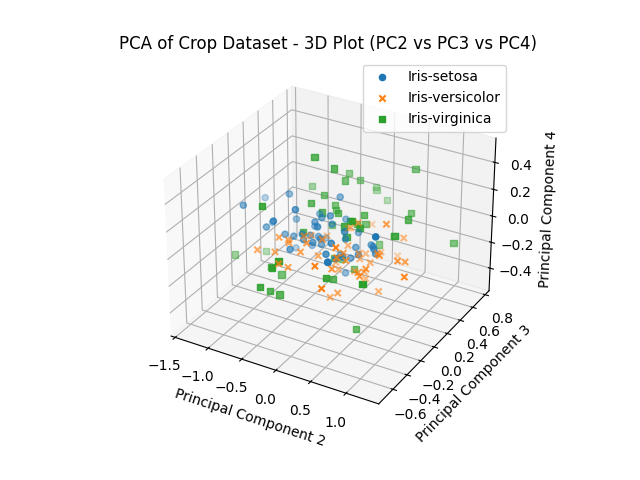 PCA of Crop Dataset - 3D Plot (PC2 vs PC3 vs PC4)
Iris-setosa
Iris-versicolor
Iris-virginica
0.4
0.2
0.0
−0.2
−0.4
Principal Component 4
0.8
0.6
0.4
0.2
0.0
−0.2
−0.4
−0.6
Principal Component 3
−1.5
−1.0
−0.5
0.0
0.5
1.0
Principal Component 2